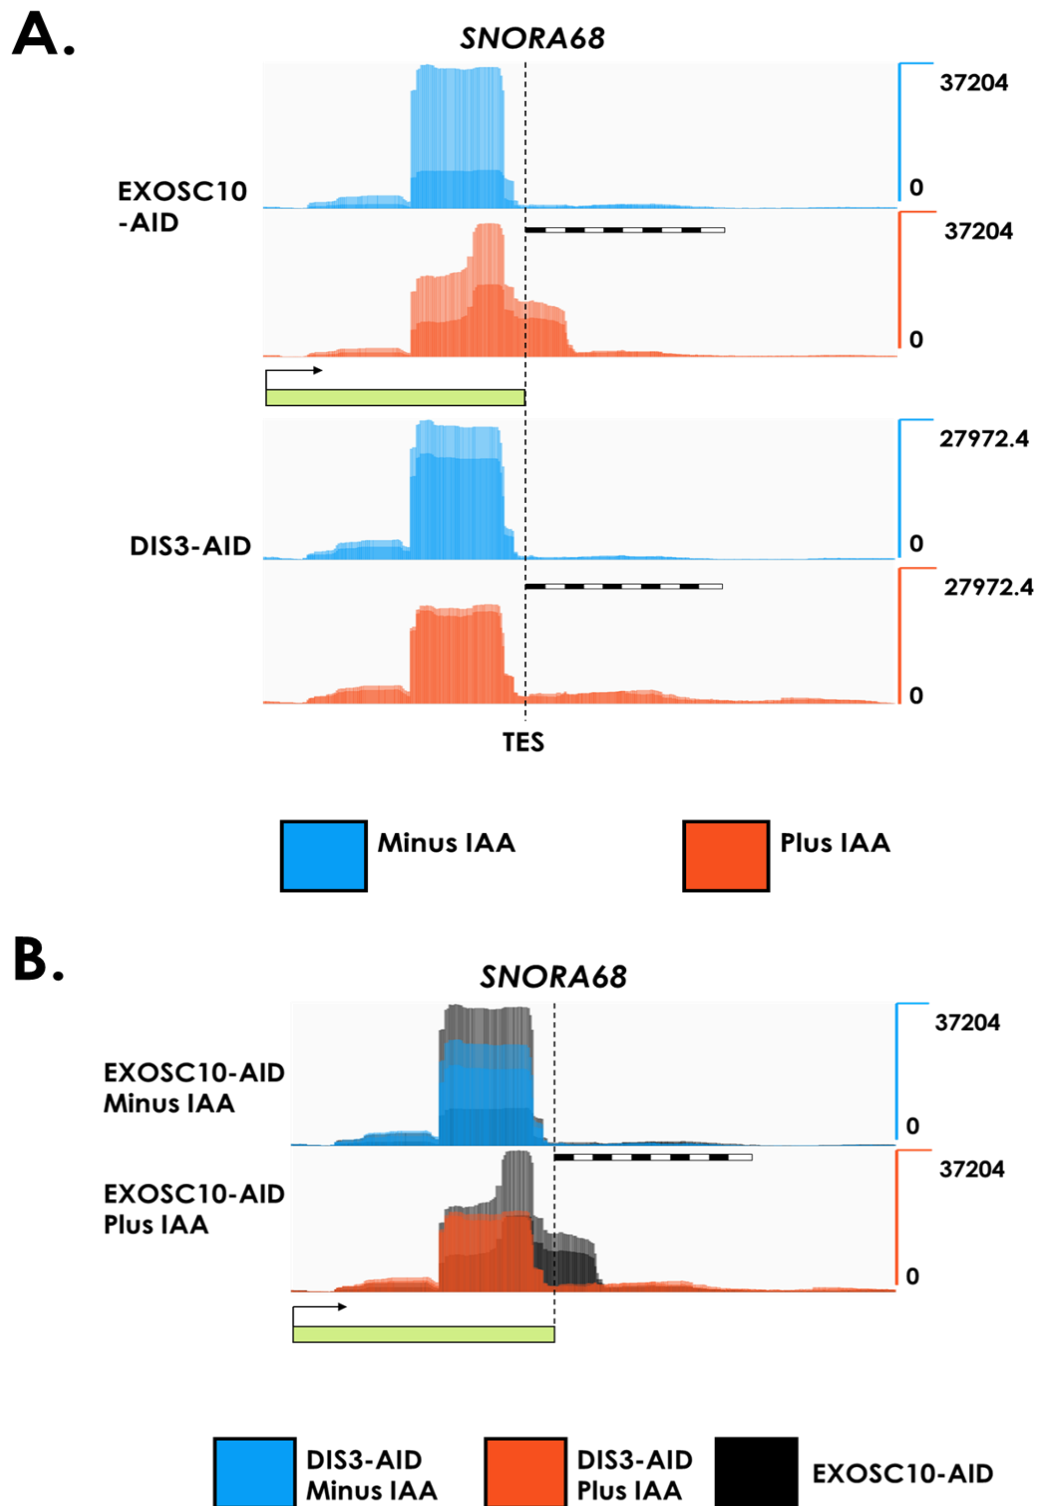 A.
SNORA68
37204
EXOSC10
-AID
0
37204
0
27972.4
DIS3-AID
0
27972.4
0
TES
Minus IAA
Plus IAA
B.
SNORA68
37204
EXOSC10-AID
Minus IAA
0
37204
EXOSC10-AID
Plus IAA
0
DIS3-AID
Minus IAA
DIS3-AID
Plus IAA
EXOSC10-AID